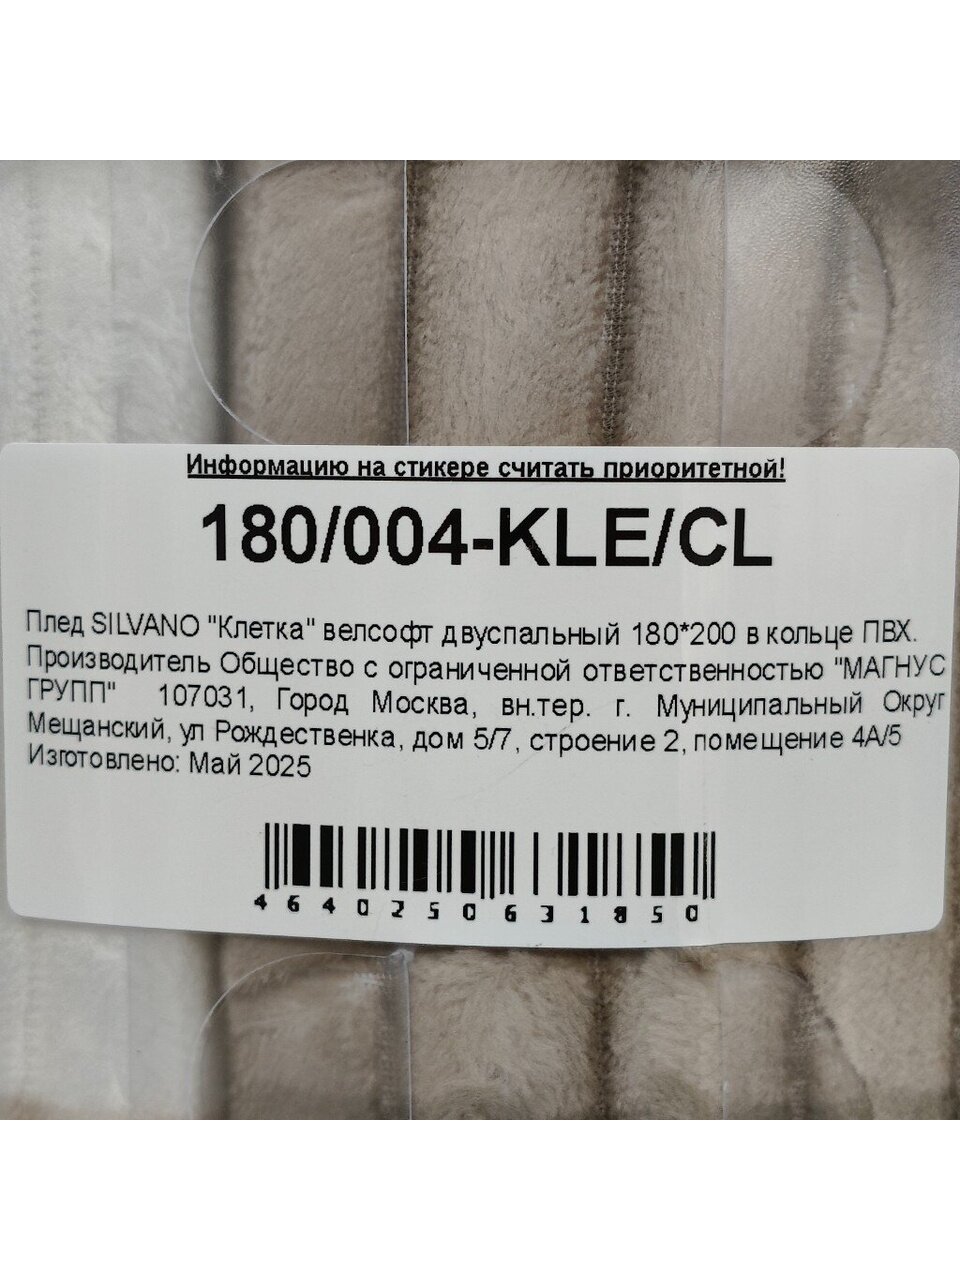 Информацию на стикере считать приоритетной!
180/004-KLE/CL
Плед SILVANO "Клетка" велсофт двуспальный 180*200 в кольце ПВХ.
Производитель Общество с ограниченной ответственностью "МАГНУС
ГРУПП" 107031, Город Москва, вн.тер. г. Муниципальный Округ
Мещанский, ул Рождественка, дом 5/7, строение 2, помещение 4А/5
Изготовлено: Май 2025
4640250631850